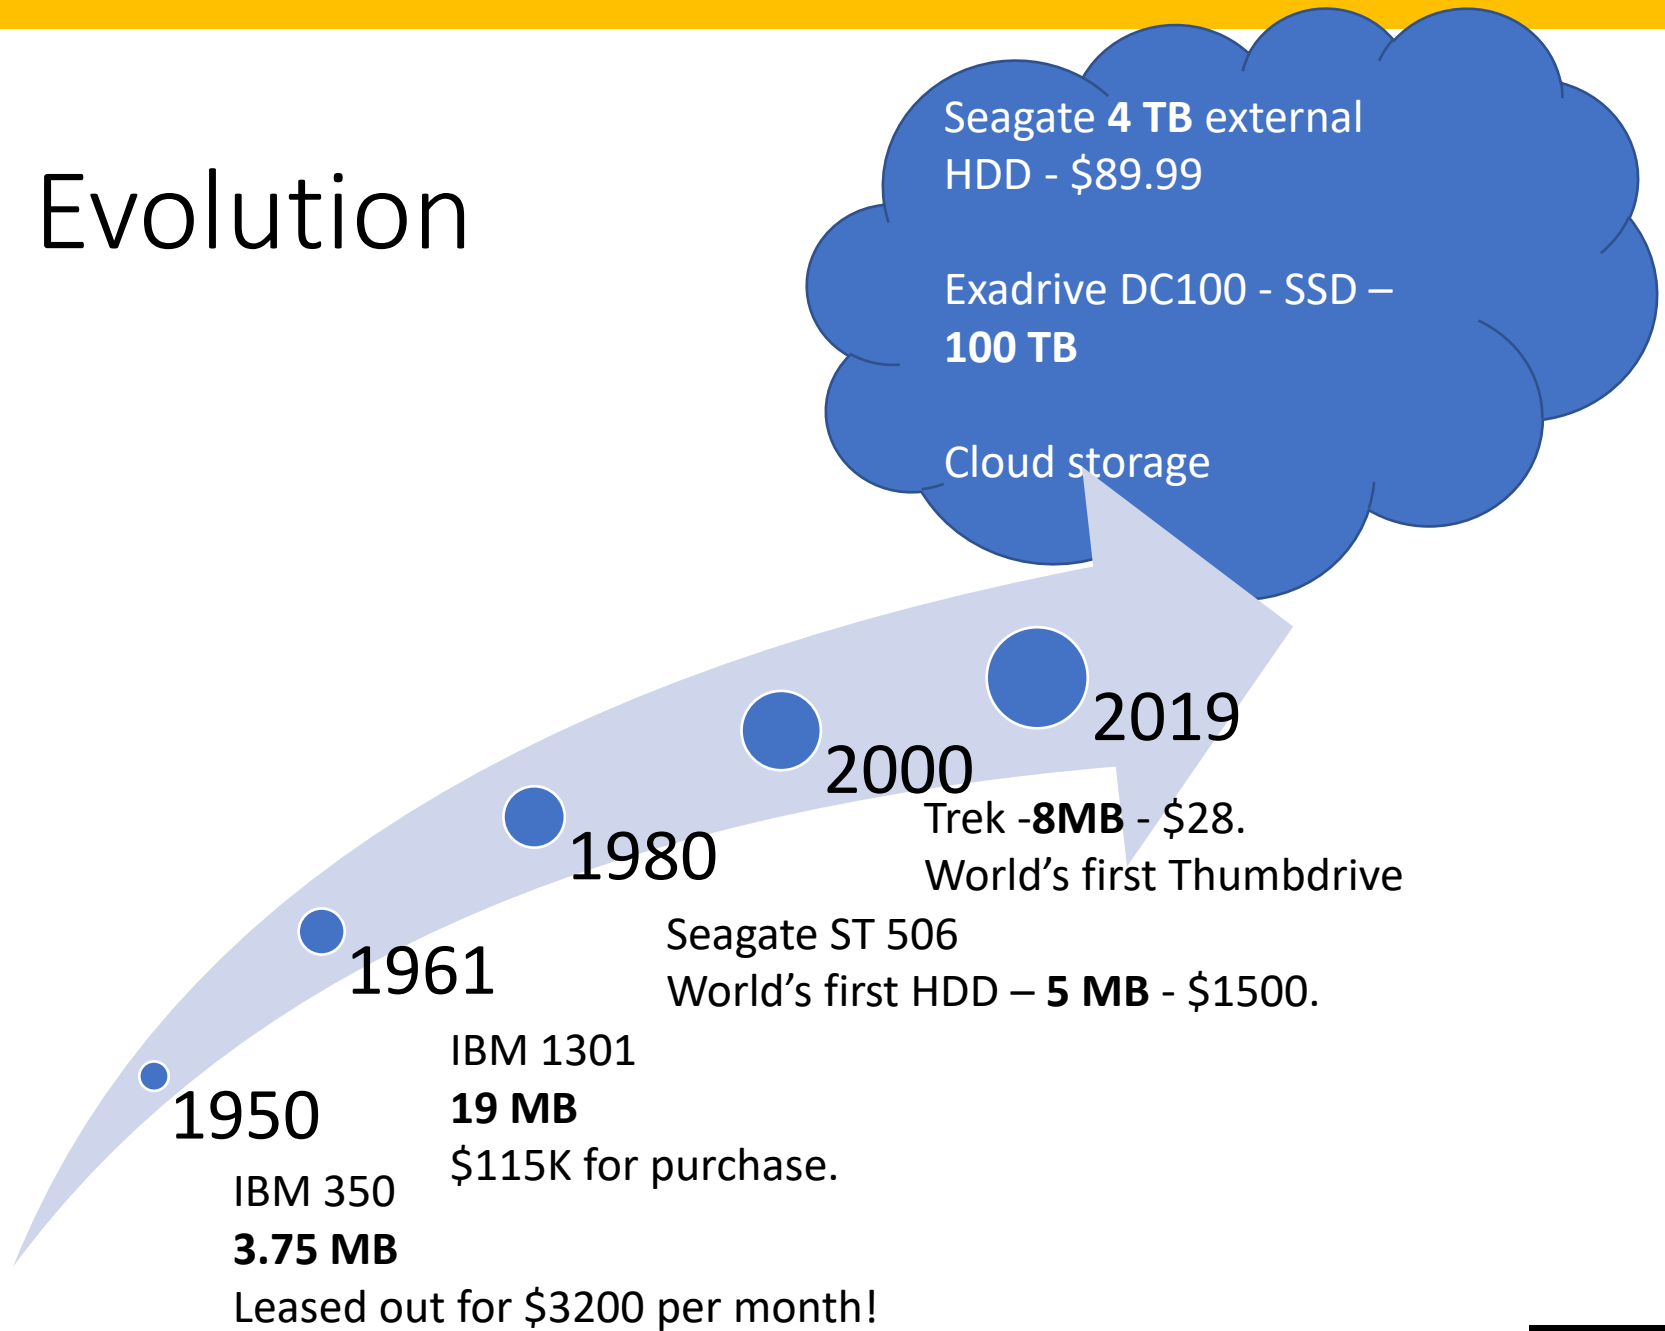 Evolution
Seagate 4 TB external
HDD - $89.99
Exadrive DC100 - SSD –
100 TB
Cloud storage
2019
2000
Trek -8MB - $28.
World’s first Thumbdrive
1980
Seagate ST 506
World’s first HDD – 5 MB - $1500.
1961
IBM 1301
19 MB
$115K for purchase.
1950
IBM 350
3.75 MB
Leased out for $3200 per month!